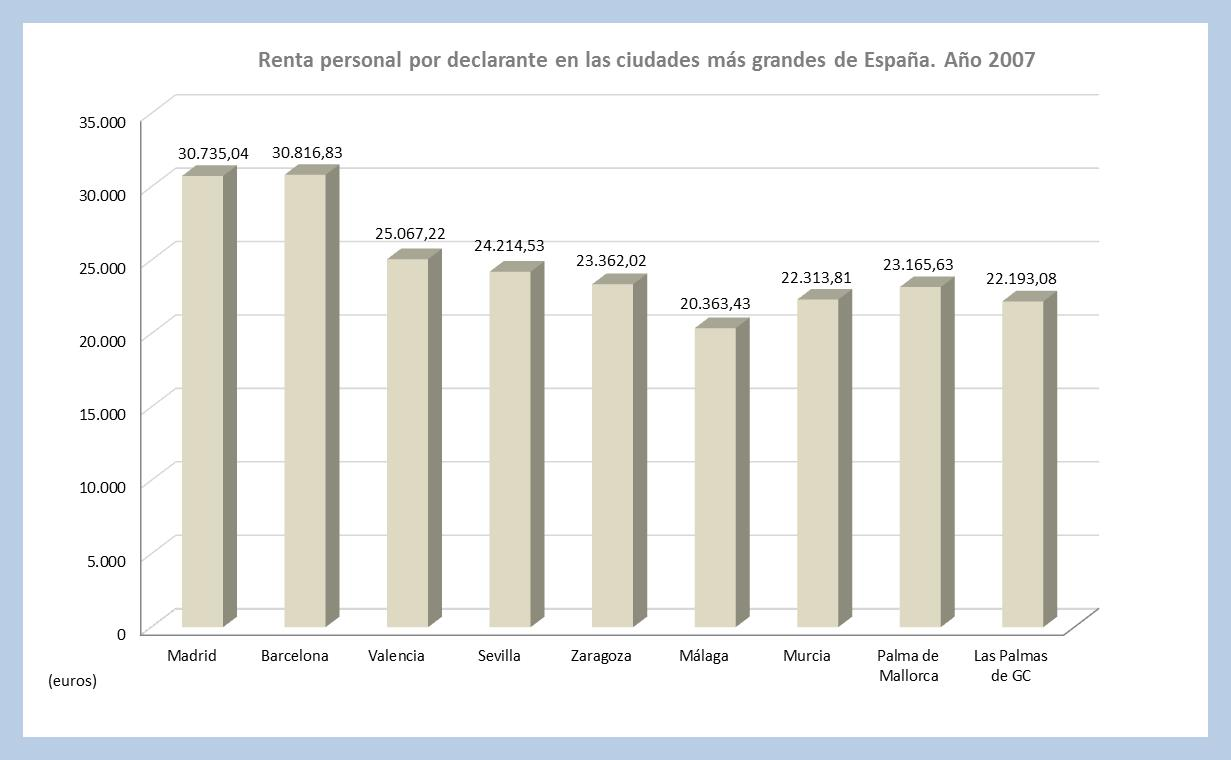 Renta personal por declarante en las ciudades más grandes de España. Año 2007
35.000
30.000
25.000
20.000
15.000
10.000
5.000
0
30.735,04
30.816,83
25.067,22
24.214,53
23.362,02
20.363,43
22.313,81
23.165,63
22.193,08
Madrid
Barcelona
Valencia
Sevilla
Zaragoza
Málaga
Murcia
Palma de
Mallorca
Las Palmas
de GC
(euros)